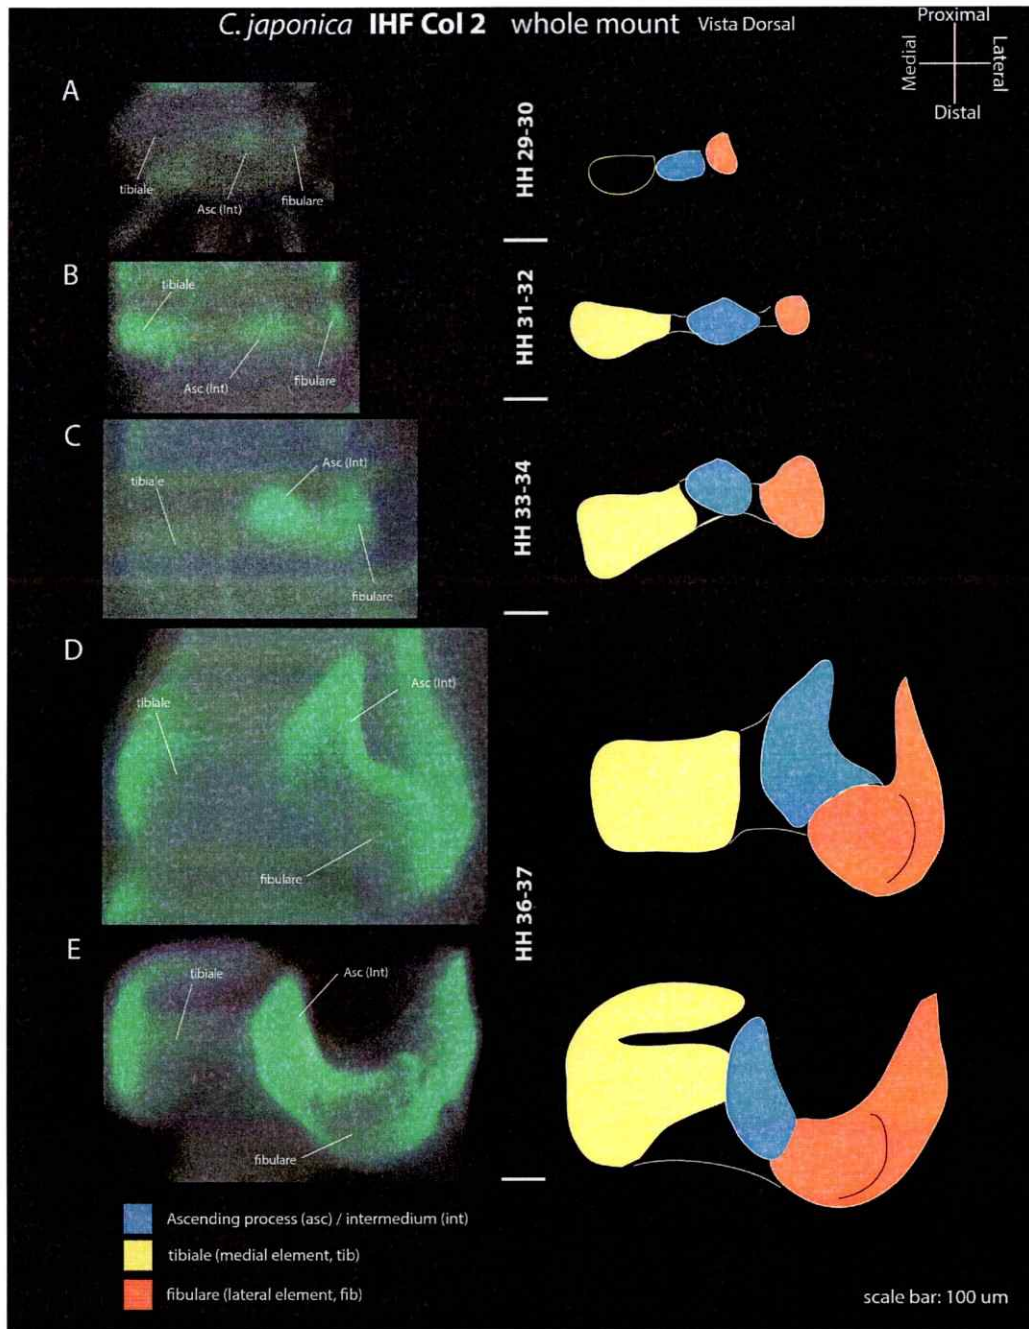 C. japonica IHF Col 2 whole mount Vista Dorsal
Proximal
Medial
Lateral
Distal
A
tibiale
Asc (Int)
fibulare
HH 29-30
B
tibiale
Asc (Int)
fibulare
HH 31-32
C
Asc (Int)
tibiale
fibulare
HH 33-34
D
Asc (Int)
tibiale
fibulare
HH 36-37
E
tibiale
Asc (Int)
fibulare
Ascending process (asc) / intermedium (int)
tibiale (medial element, tib)
fibulare (lateral element, fib)
scale bar: 100 um